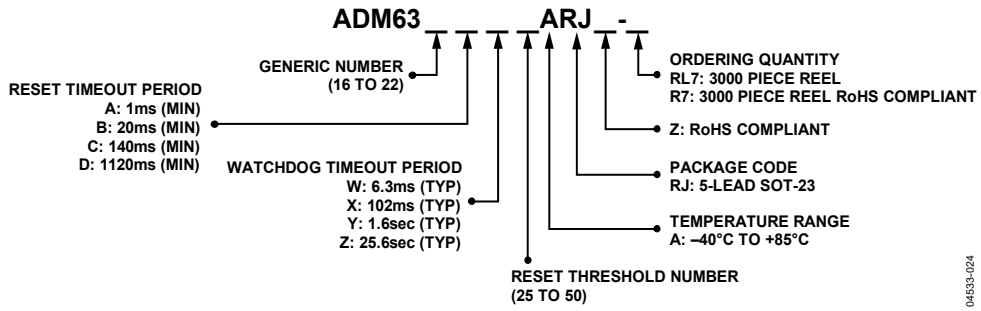 ADM63_ _ _ _ARJ_-_
GENERIC NUMBER
(16 TO 22)
RESET TIMEOUT PERIOD
A: 1ms (MIN)
B: 20ms (MIN)
C: 140ms (MIN)
D: 1120ms (MIN)
WATCHDOG TIMEOUT PERIOD
W: 6.3ms (TYP)
X: 102ms (TYP)
Y: 1.6sec (TYP)
Z: 25.6sec (TYP)
RESET THRESHOLD NUMBER
(25 TO 50)
ORDERING QUANTITY
RL7: 3000 PIECE REEL
R7: 3000 PIECE REEL RoHS COMPLIANT
Z: RoHS COMPLIANT
PACKAGE CODE
RJ: 5-LEAD SOT-23
TEMPERATURE RANGE
A: –40°C TO +85°C
04533-024